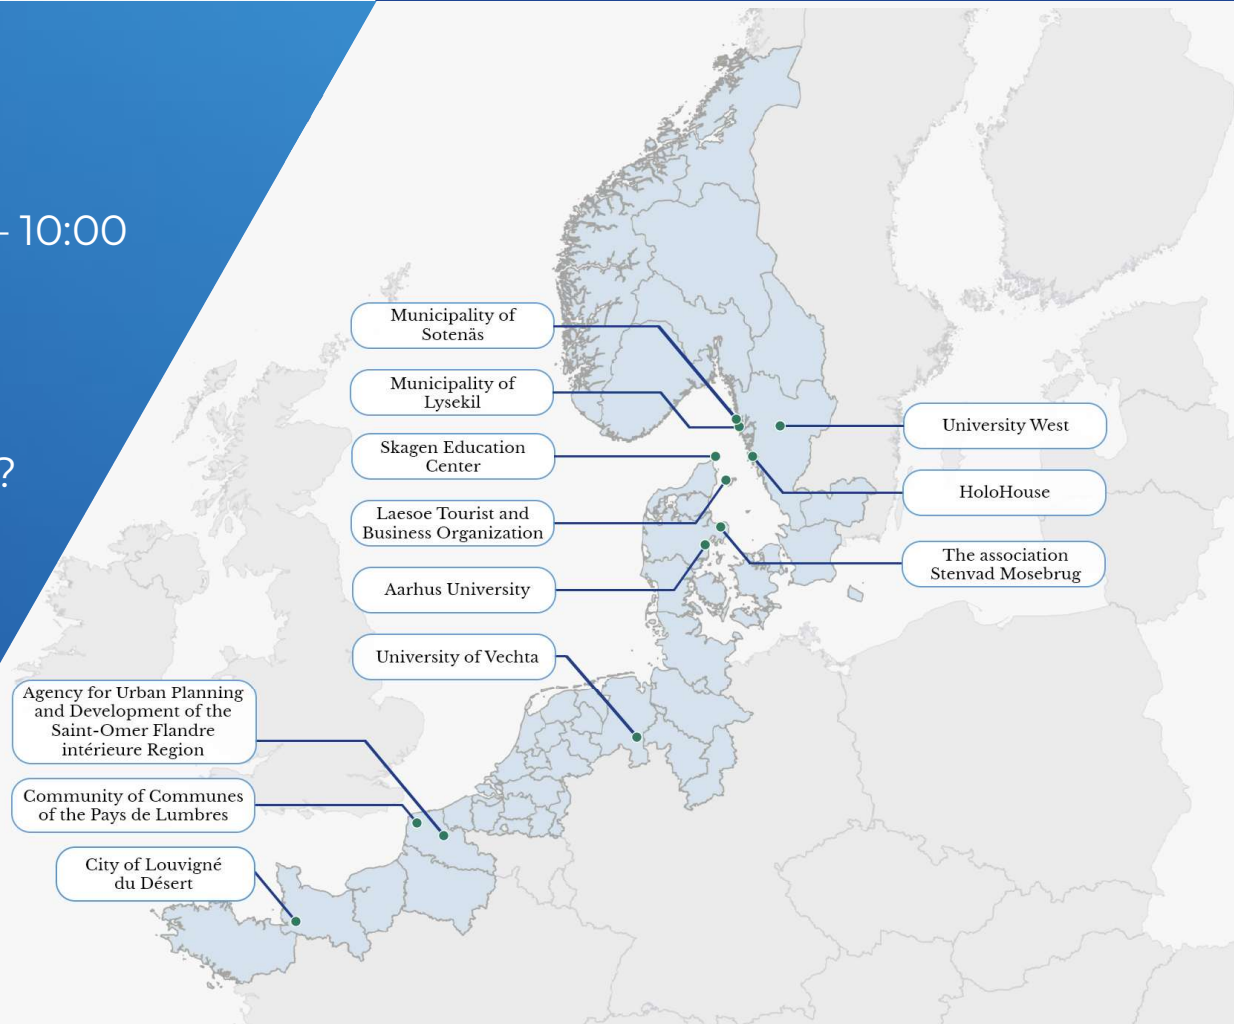 - 10:00
?
Municipality of
Sotenäs
Municipality of
Lysekil
Skagen Education
Center
Laesoe Tourist and
Business Organization
Aarhus University
University of Vechta
Agency for Urban Planning
and Development of the
Saint-Omer Flandre
intérieure Region
Community of Communes
of the Pays de Lumbres
City of Louvigné
du Désert
University West
HoloHouse
The association
Stenvad Mosebrug